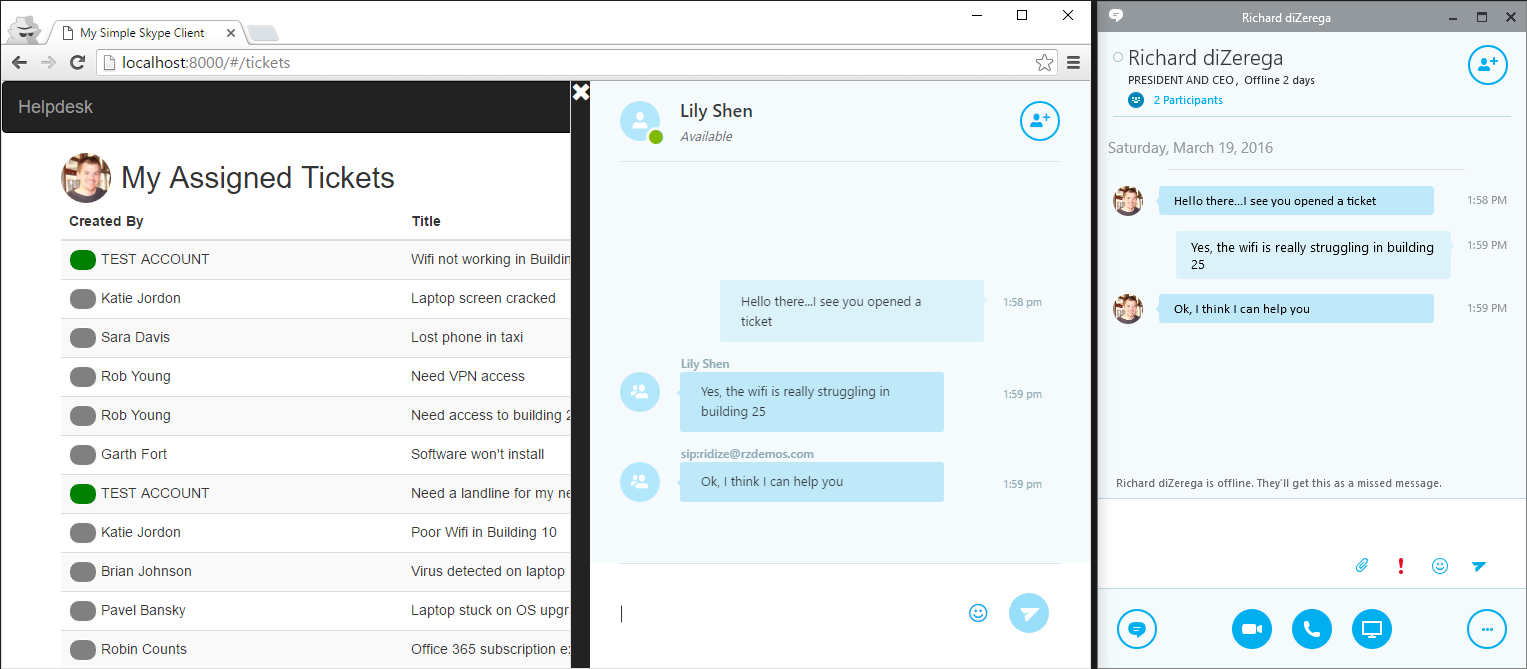 My Simple Skype Client
localhost:8000/#/tickets
Helpdesk
My Assigned Tickets
Created By Title
TEST ACCOUNT Wifi not working in
Katie Jordon Laptop screen cracked
Sara Davis Lost phone in taxi
Rob Young Need VPN access
Rob Young Need access to building
Garth Fort Software won't install
TEST ACCOUNT Need a landline for my
Katie Jordon Poor Wifi in Building 10
Brian Johnson Virus detected on laptop
Pavel Bansky Laptop stuck on OS
Robin Counts Office 365 subscription
Lily Shen
Available
Hello there...I see you opened a
ticket
1:58 pm
Lily Shen
Yes, the wifi is really struggling in
building 25
1:59 pm
sip:ridize@rzdemos.com
Ok, I think I can help you
1:59 pm
Richard diZerega
Richard diZerega
PRESIDENT AND CEO, Offline 2 days
2 Participants
Saturday, March 19, 2016
Hello there...I see you opened a ticket 1:58 PM
Yes, the wifi is really struggling in building 1:59 PM
25
Ok, I think I can help you 1:59 PM
Richard diZerega is offline. They'll get this as a missed message.